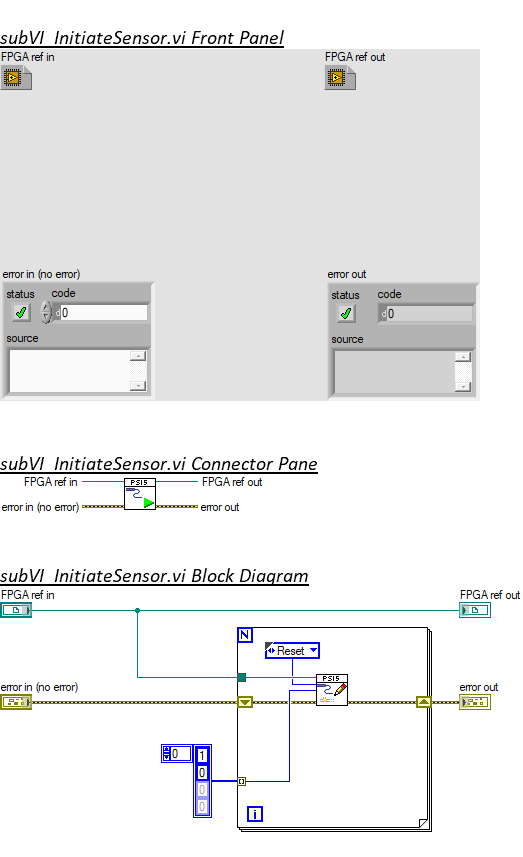 subVI_InitiateSensor.vi Front Panel
FPGA ref in FPGA ref out
error in (no error) error out
status code status code
d 0 d 0
source source
subVI_InitiateSensor.vi Connector Pane
FPGA ref in PSI5 FPGA ref out
error in (no error) error out
subVI_InitiateSensor.vi Block Diagram
FPGA ref in FPGA ref out
N
Reset
PSI5
error in (no error) error out
0 1
0
0
0
i